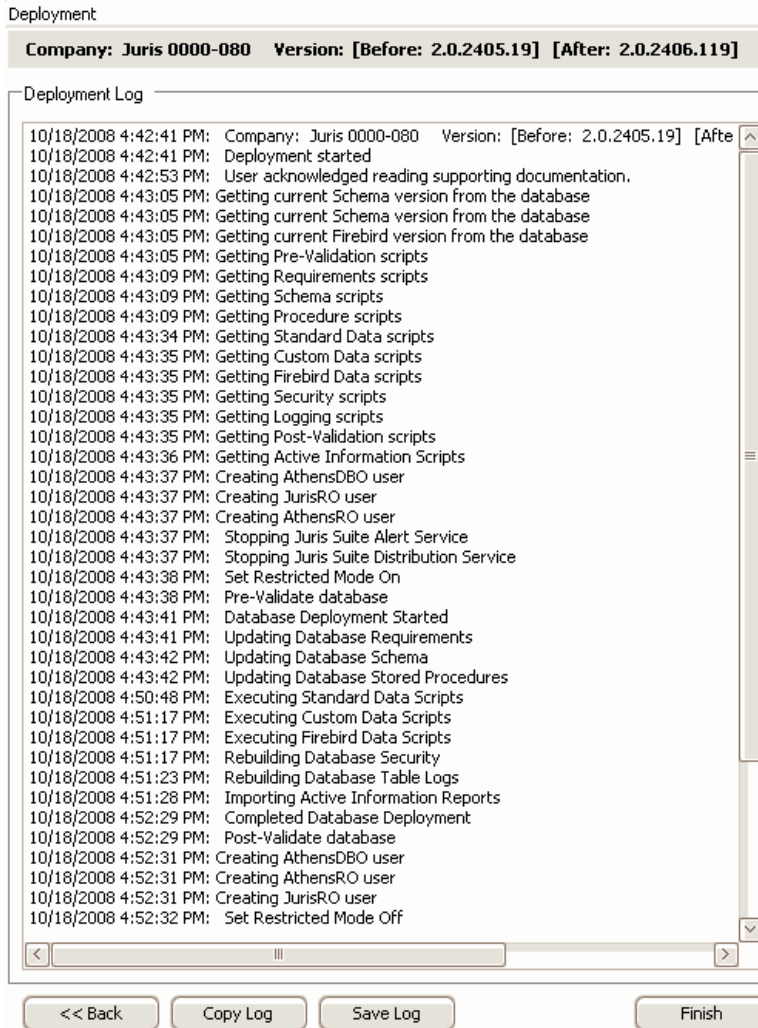 Deployment
Company: Juris 0000-080 Version: [Before: 2.0.2405.19] [After: 2.0.2406.119]
Deployment Log
10/18/2008 4:42:41 PM: Company: Juris 0000-080 Version: [Before: 2.0.2405.19] [Afte
10/18/2008 4:42:41 PM: Deployment started
10/18/2008 4:42:53 PM: User acknowledged reading supporting documentation.
10/18/2008 4:43:05 PM: Getting current Schema version from the database
10/18/2008 4:43:05 PM: Getting current Schema version from the database
10/18/2008 4:43:05 PM: Getting current Firebird version from the database
10/18/2008 4:43:05 PM: Getting Pre-Validation scripts
10/18/2008 4:43:09 PM: Getting Requirements scripts
10/18/2008 4:43:09 PM: Getting Schema scripts
10/18/2008 4:43:09 PM: Getting Procedure scripts
10/18/2008 4:43:34 PM: Getting Standard Data scripts
10/18/2008 4:43:35 PM: Getting Custom Data scripts
10/18/2008 4:43:35 PM: Getting Firebird Data scripts
10/18/2008 4:43:35 PM: Getting Security scripts
10/18/2008 4:43:35 PM: Getting Logging scripts
10/18/2008 4:43:35 PM: Getting Post-Validation scripts
10/18/2008 4:43:36 PM: Getting Active Information Scripts
10/18/2008 4:43:37 PM: Creating AthensDBO user
10/18/2008 4:43:37 PM: Creating JurisRO user
10/18/2008 4:43:37 PM: Creating AthensRO user
10/18/2008 4:43:37 PM: Stopping Juris Suite Alert Service
10/18/2008 4:43:37 PM: Stopping Juris Suite Distribution Service
10/18/2008 4:43:38 PM: Set Restricted Mode On
10/18/2008 4:43:38 PM: Pre-Validate database
10/18/2008 4:43:41 PM: Database Deployment Started
10/18/2008 4:43:41 PM: Updating Database Requirements
10/18/2008 4:43:42 PM: Updating Database Schema
10/18/2008 4:43:42 PM: Updating Database Stored Procedures
10/18/2008 4:50:48 PM: Executing Standard Data Scripts
10/18/2008 4:51:17 PM: Executing Custom Data Scripts
10/18/2008 4:51:17 PM: Executing Firebird Data Scripts
10/18/2008 4:51:17 PM: Rebuilding Database Security
10/18/2008 4:51:23 PM: Rebuilding Database Table Logs
10/18/2008 4:51:28 PM: Importing Active Information Reports
10/18/2008 4:52:29 PM: Completed Database Deployment
10/18/2008 4:52:29 PM: Post-Validate database
10/18/2008 4:52:31 PM: Creating AthensDBO user
10/18/2008 4:52:31 PM: Creating AthensRO user
10/18/2008 4:52:31 PM: Creating JurisRO user
10/18/2008 4:52:32 PM: Set Restricted Mode Off
<< Back Copy Log Save Log Finish